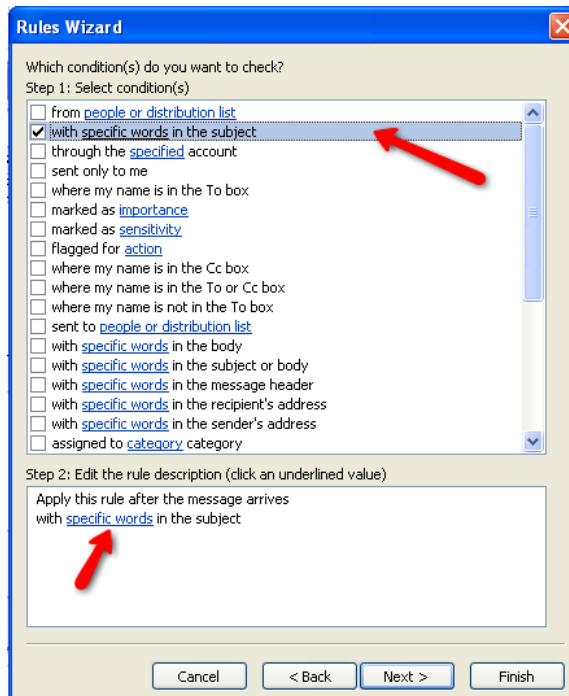 Rules Wizard
Which condition(s) do you want to check?
Step 1: Select condition(s)
from people or distribution list
with specific words in the subject
through the specified account
sent only to me
where my name is in the To box
marked as importance
marked as sensitivity
flagged for action
where my name is in the Cc box
where my name is in the To or Cc box
where my name is not in the To box
sent to people or distribution list
with specific words in the body
with specific words in the subject or body
with specific words in the message header
with specific words in the recipient's address
with specific words in the sender's address
assigned to category category
Step 2: Edit the rule description (click an underlined value)
Apply this rule after the message arrives
with specific words in the subject
Cancel < Back Next > Finish